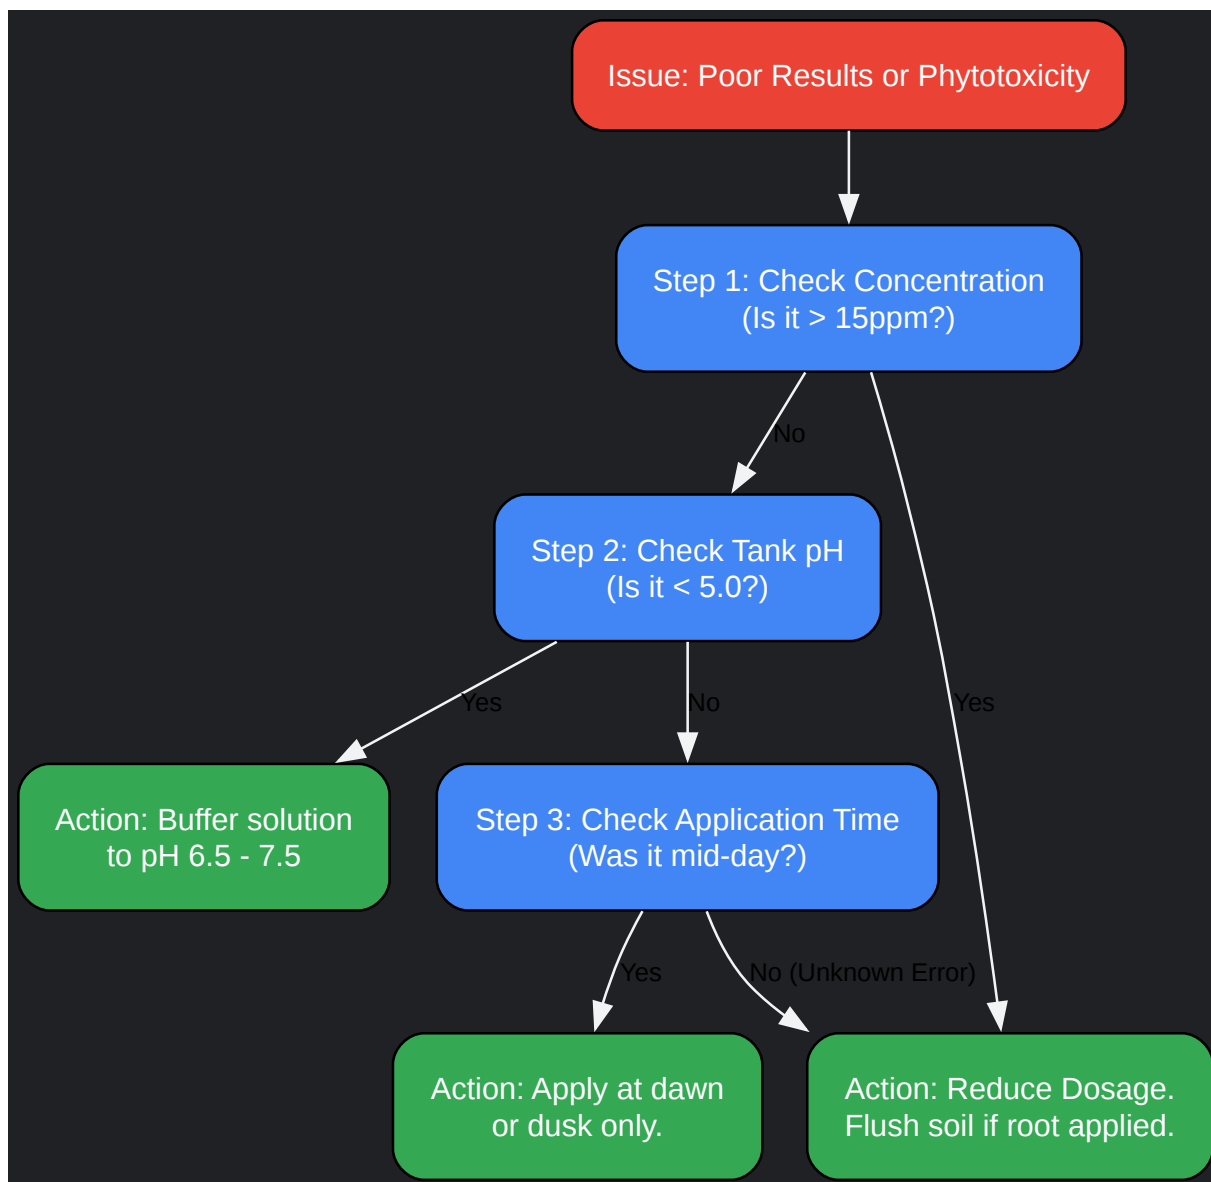 Issue: Poor Results or Phytotoxicity
Step 1: Check Concentration
(Is it > 15ppm?)
No
Step 2: Check Tank pH
(Is it < 5.0?)
Yes
No
Yes
Action: Buffer solution
to pH 6.5 - 7.5
Step 3: Check Application Time
(Was it mid-day?)
Yes
No (Unknown Error)
Action: Apply at dawn
or dusk only.
Action: Reduce Dosage.
Flush soil if root applied.